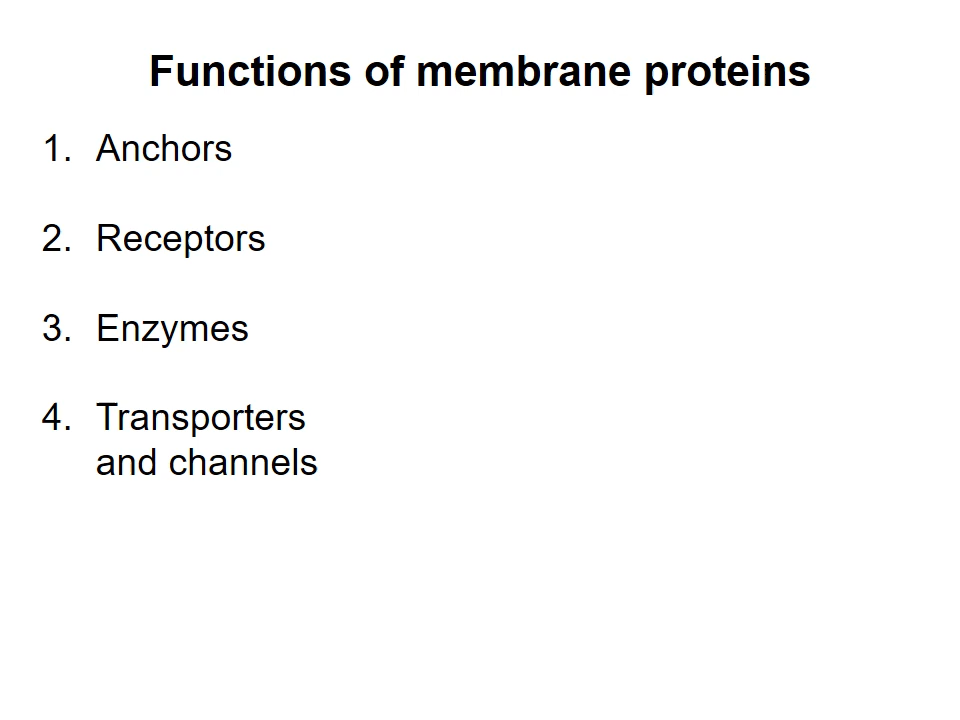 Functions of membrane proteins
1. Anchors
2. Receptors
3. Enzymes
4. Transporters
and channels